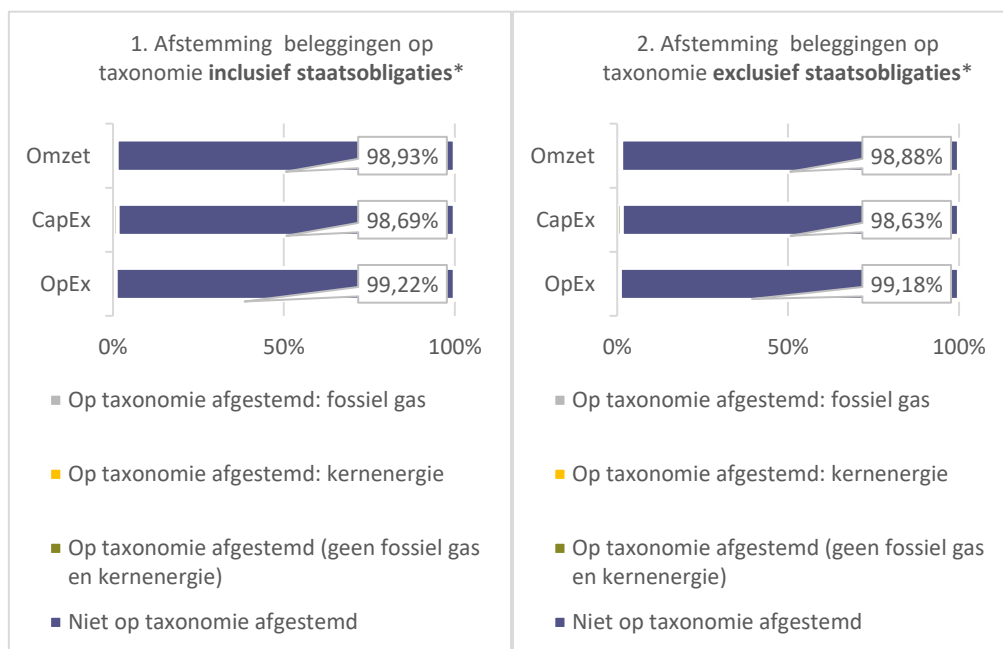 1. Afstemming beleggingen op
taxonomie inclusief staatsobligaties*
Omzet
98,93%
CapEx
98,69%
OpEx
99,22%
0%
50%
100%
Op taxonomie afgestemd: fossiel gas
Op taxonomie afgestemd: kernenergie
Op taxonomie afgestemd (geen fossiel gas
en kernenergie)
Niet op taxonomie afgestemd
2. Afstemming beleggingen op
taxonomie exclusief staatsobligaties*
Omzet
98,88%
CapEx
98,63%
OpEx
99,18%
0%
50%
100%
Op taxonomie afgestemd: fossiel gas
Op taxonomie afgestemd: kernenergie
Op taxonomie afgestemd (geen fossiel gas
en kernenergie)
Niet op taxonomie afgestemd